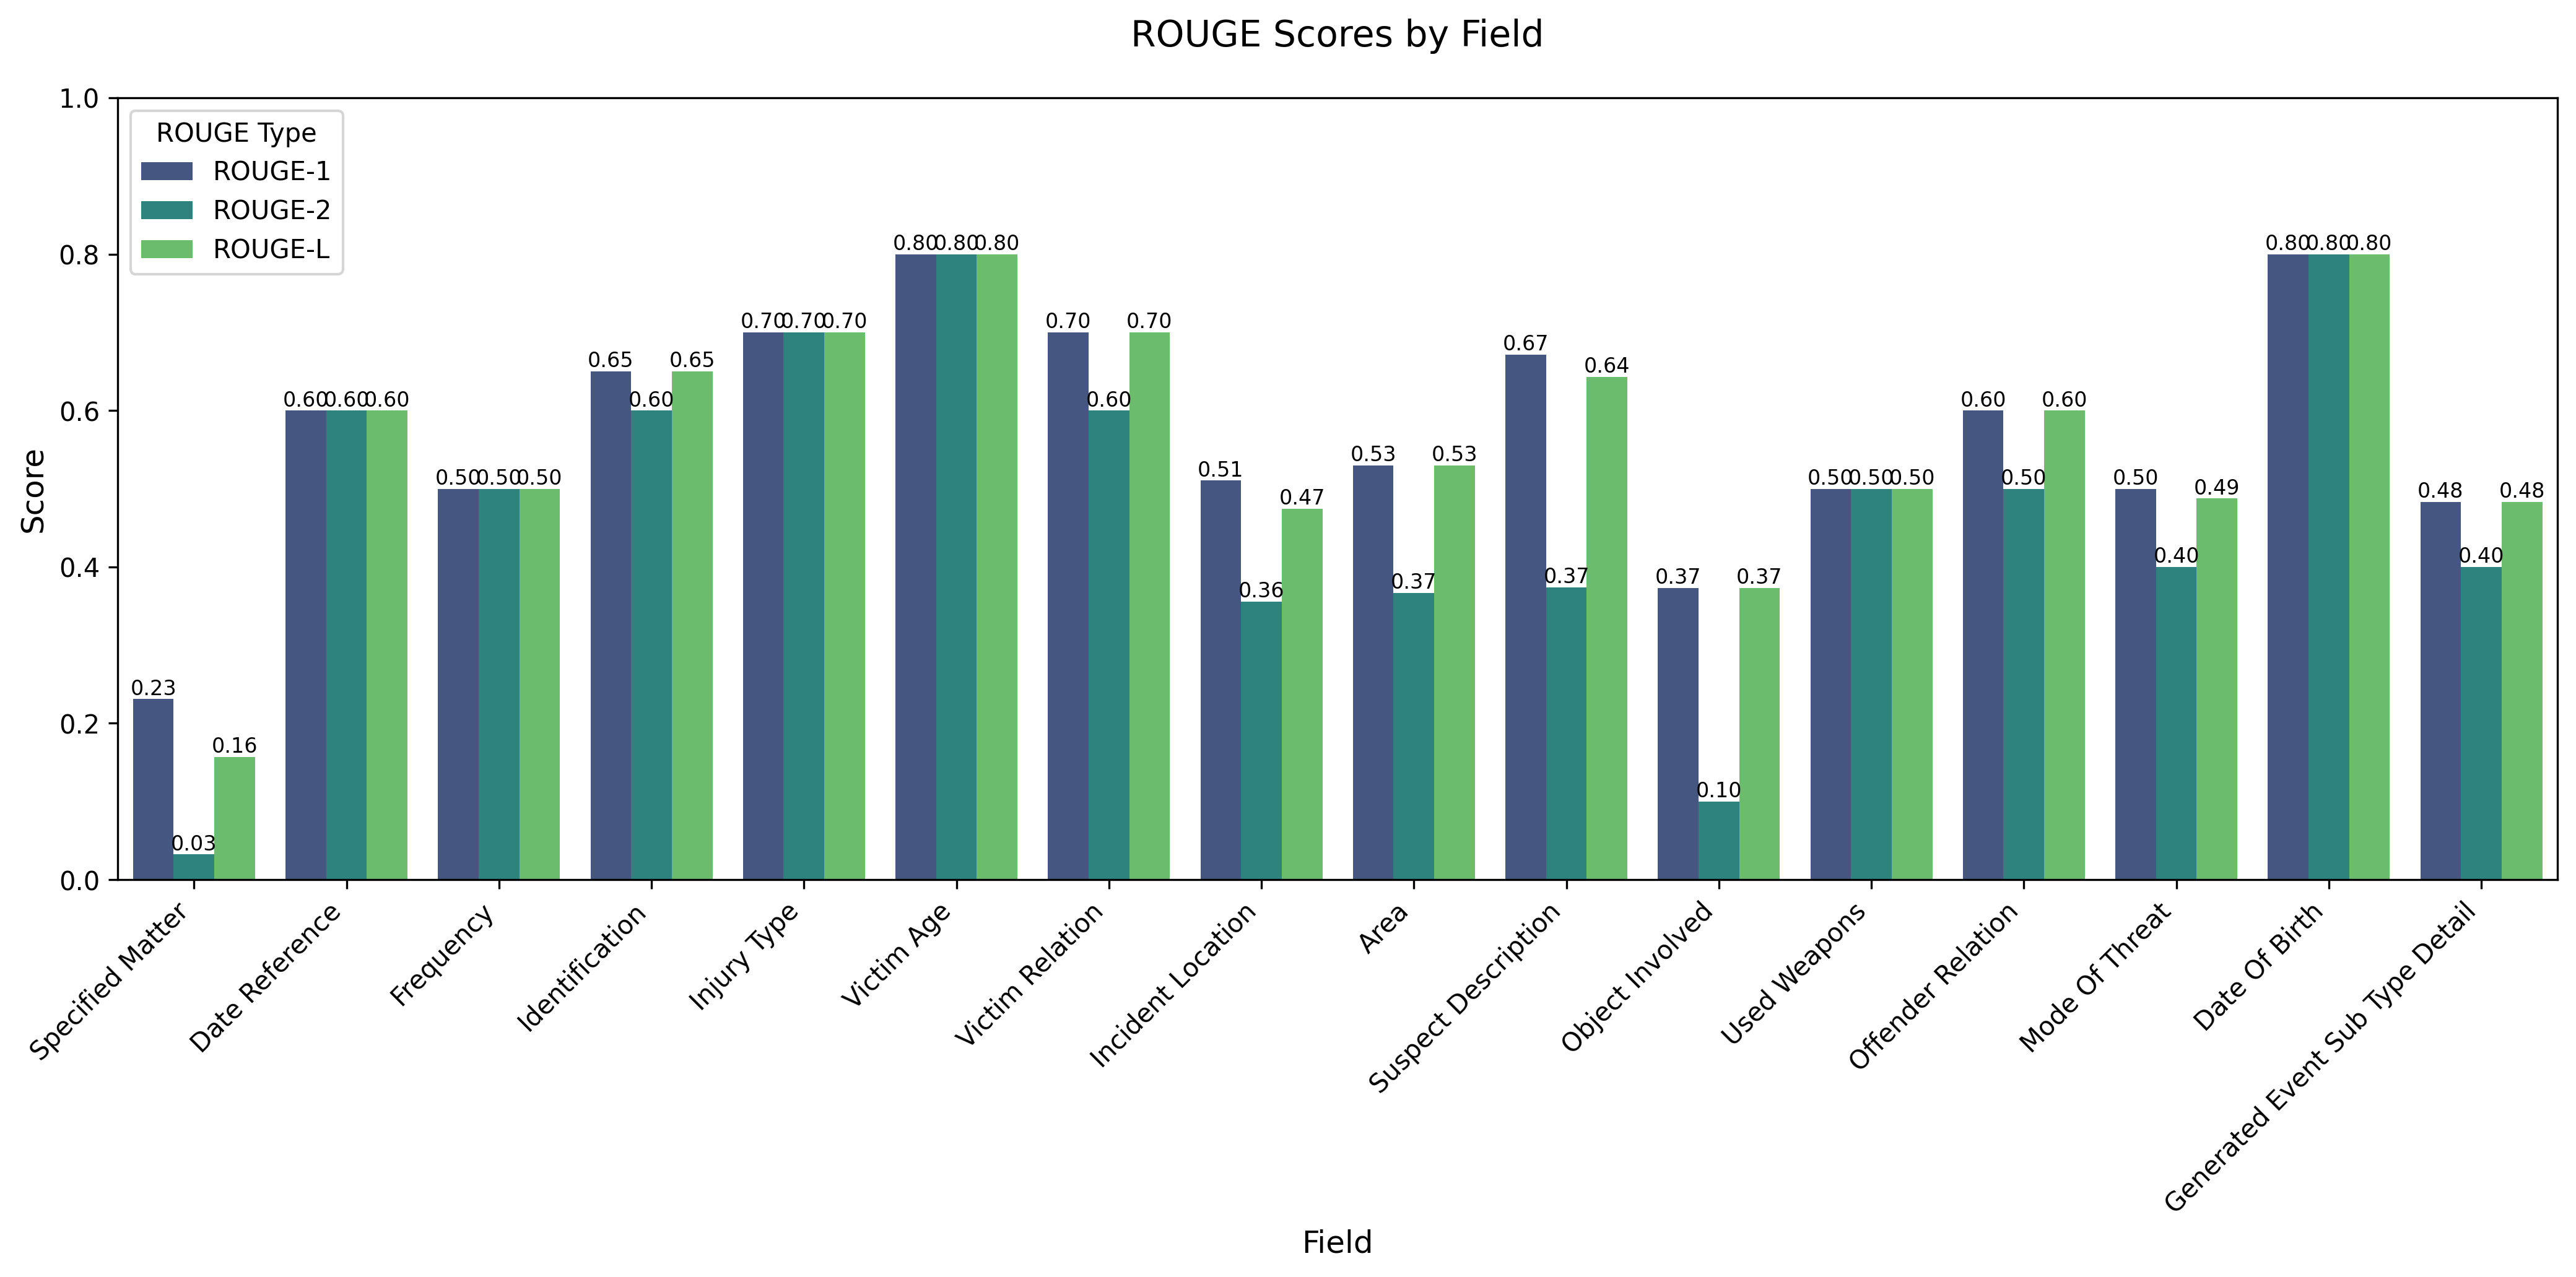 ROUGE Scores by Field
ROUGE Type
ROUGE-1
ROUGE-2
ROUGE-L
Score
1.0
0.8
0.6
0.4
0.2
0.0
0.23 0.03 0.16
0.60 0.60 0.60
0.50 0.50 0.50
0.65 0.60 0.65
0.70 0.70 0.70
0.80 0.80 0.80
0.70 0.60 0.70
0.51 0.36 0.47
0.53 0.37 0.53
0.67 0.37 0.64
0.37 0.10 0.37
0.50 0.50 0.50
0.60 0.50 0.60
0.50 0.40 0.49
0.80 0.80 0.80
0.48 0.40 0.48
Specified Matter
Date Reference
Frequency
Identification
Injury Type
Victim Age
Victim Relation
Incident Location
Area
Suspect Description
Object Involved
Used Weapons
Offender Relation
Mode Of Threat
Date Of Birth
Generated Event Sub Type Detail
Field